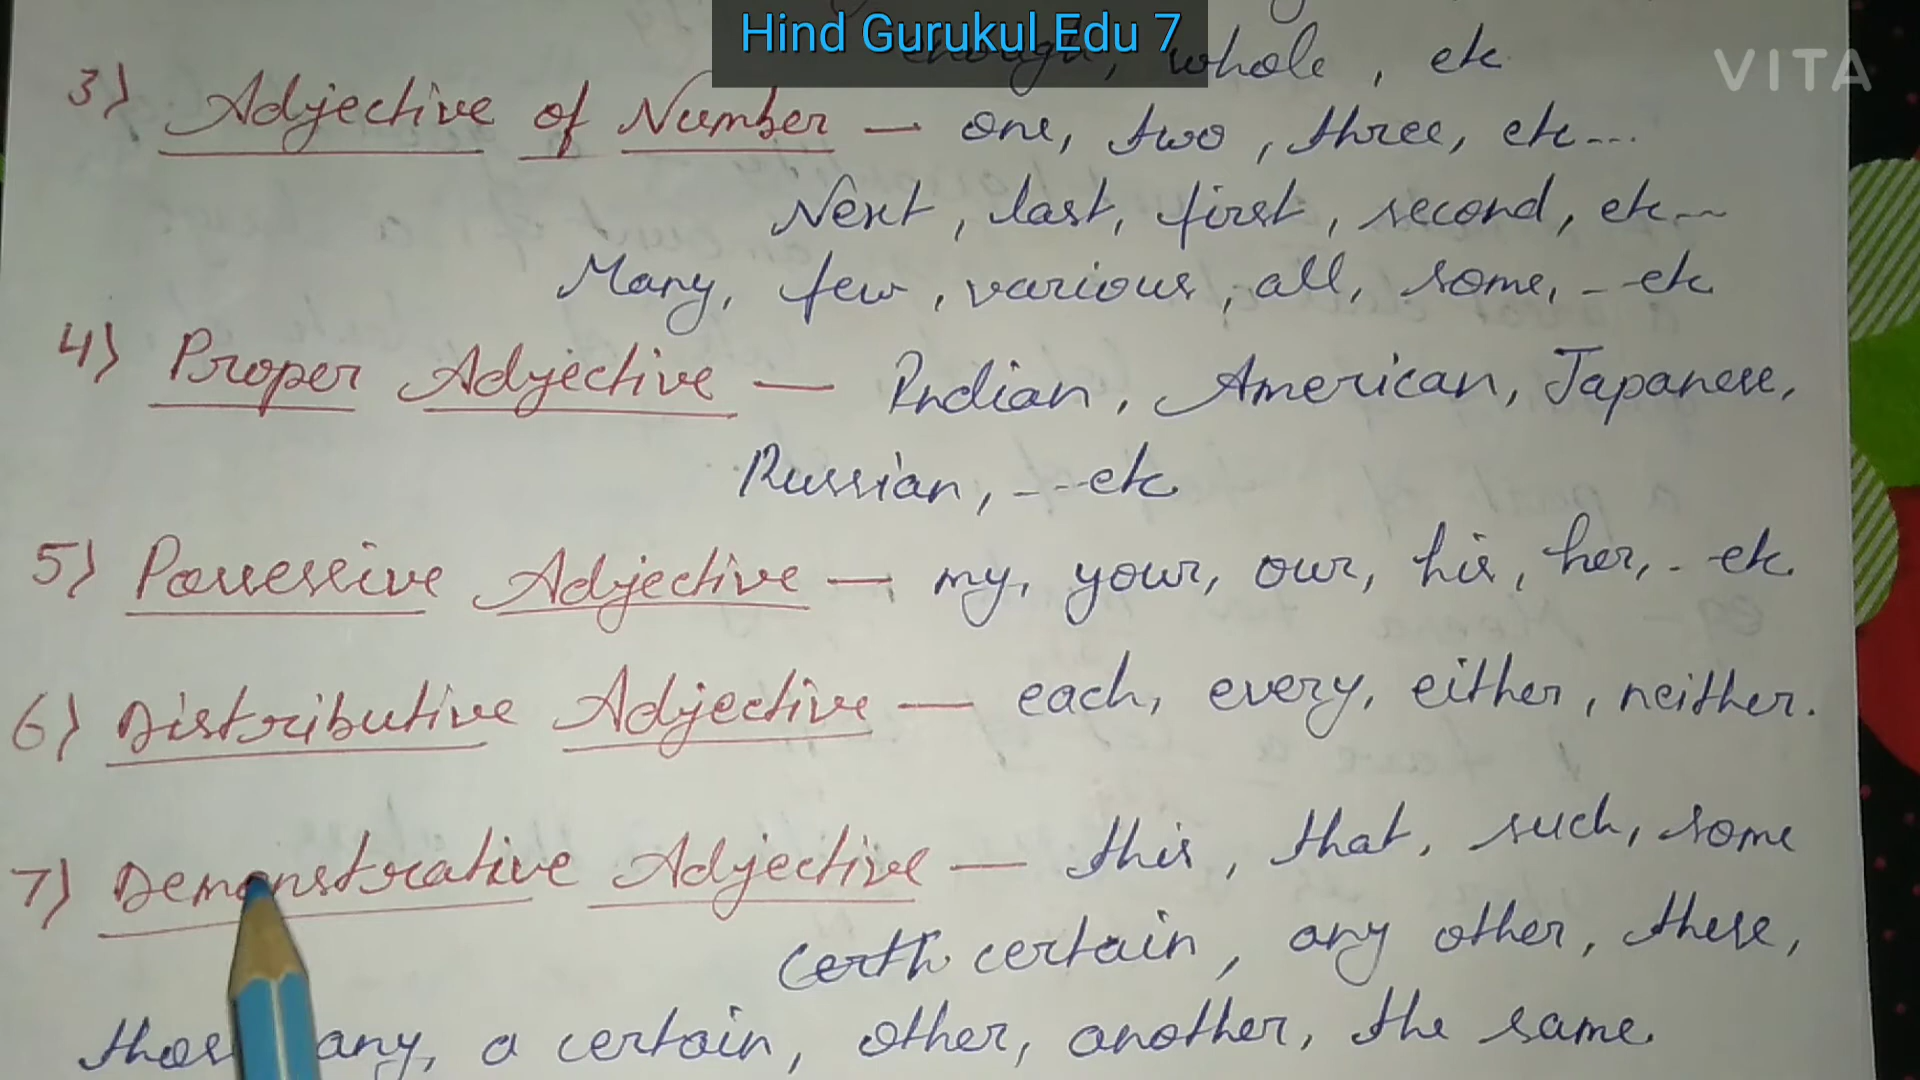 Hind Gurukul Edu 7
VITA
enough, whole, etc
3) Adjective of Number — one, two, three, etc...
Next, last, first, second, etc--
Many, few, various, all, some, -- etc
4) Proper Adjective — Indian, American, Japanese,
Russian, --- etc.
5) Possessive Adjective — my, your, our, his, her, - etc.
6) Distributive Adjective — each, every, either, neither.
7) Demonstrative Adjective — this, that, such, some
certain, any other, these,
any, a certain, other, another, the same.